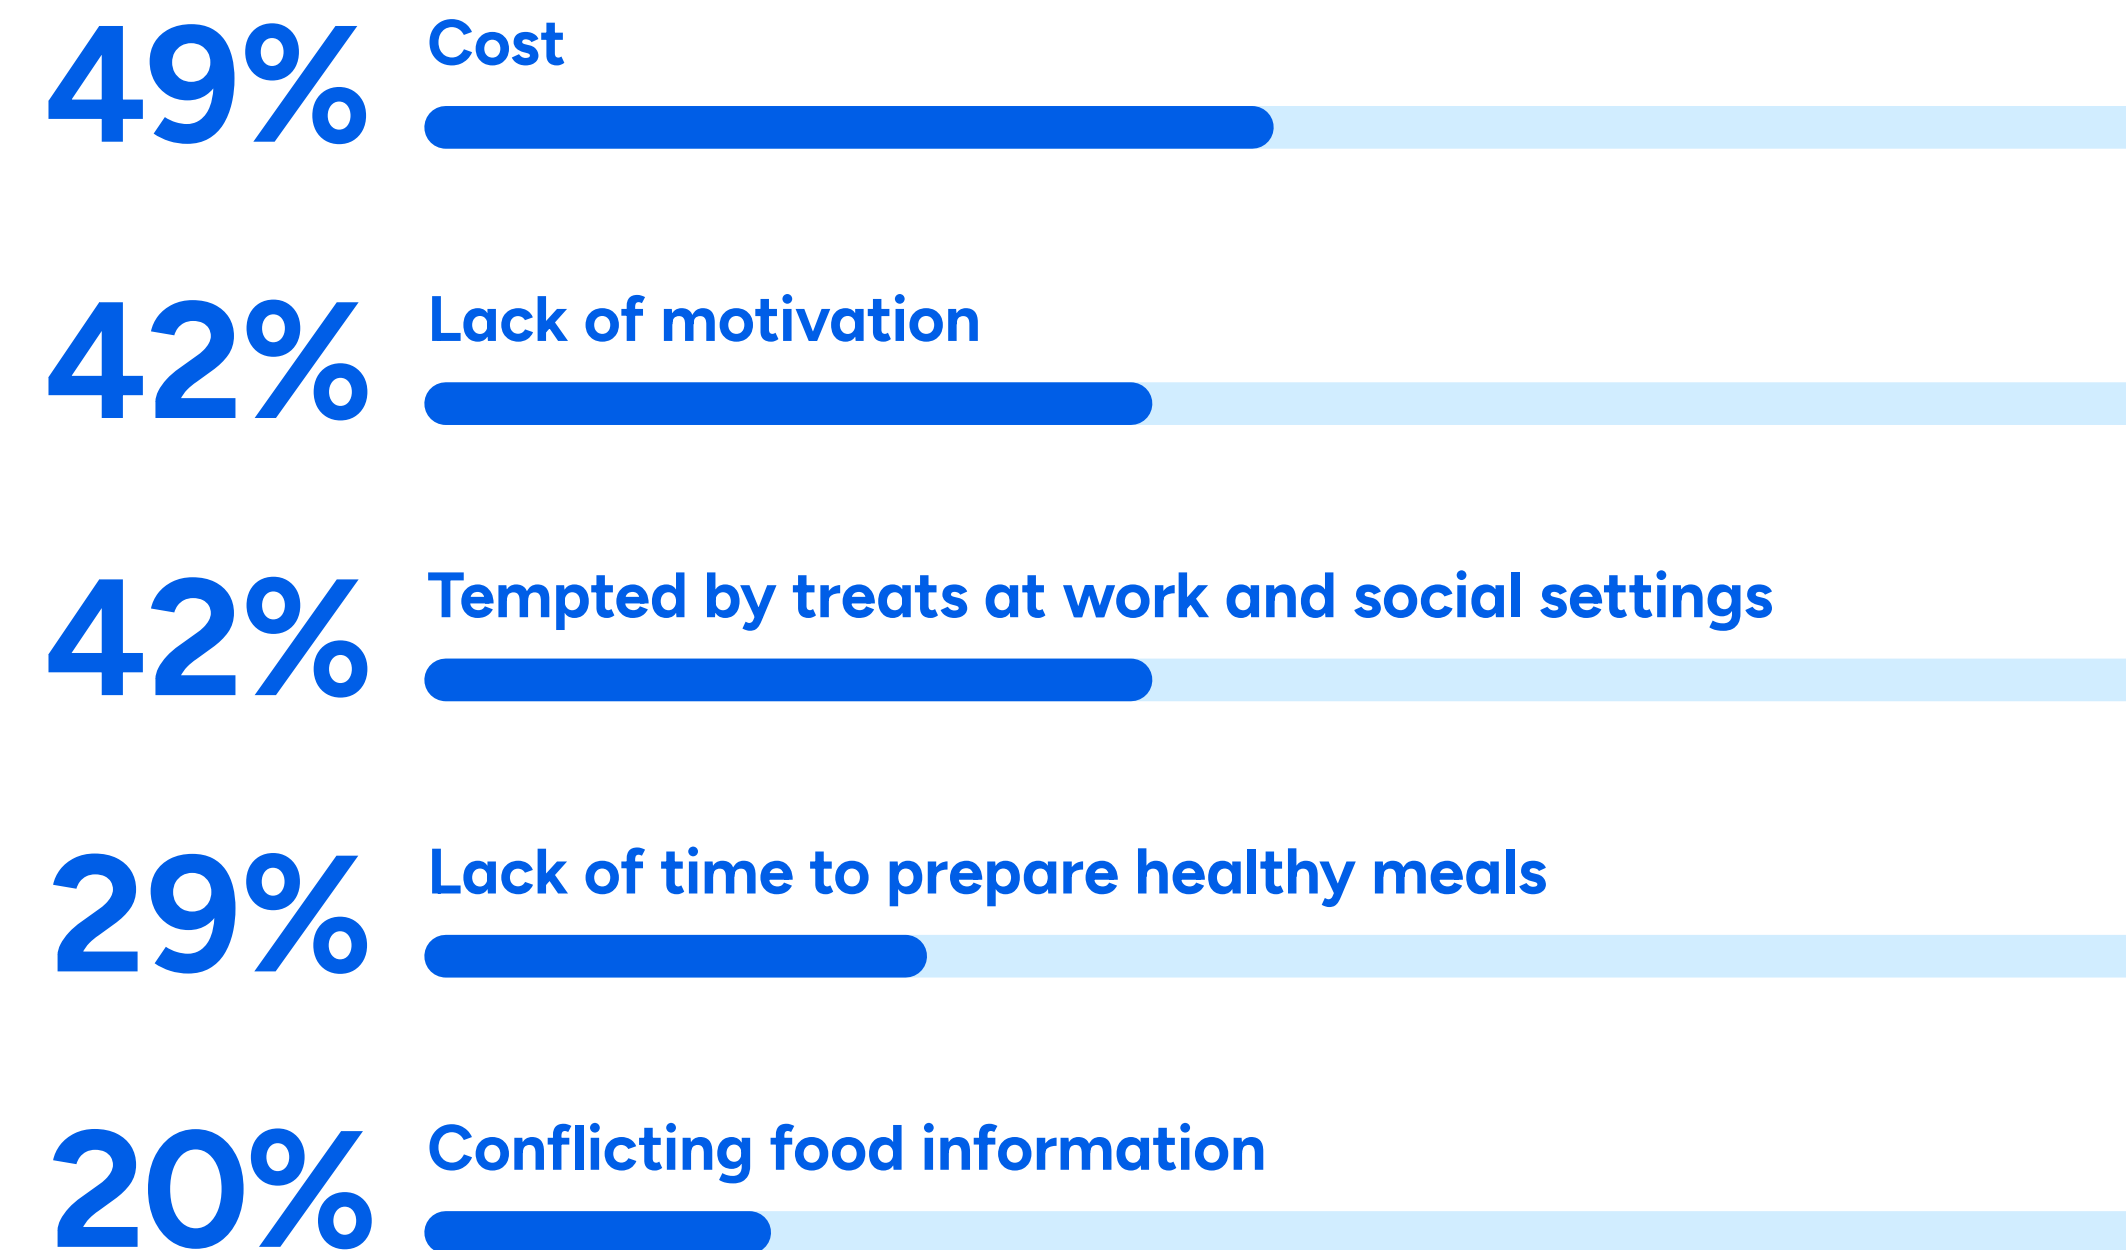 49% Cost
42% Lack of motivation
42% Tempted by treats at work and social settings
29% Lack of time to prepare healthy meals
20% Conflicting food information